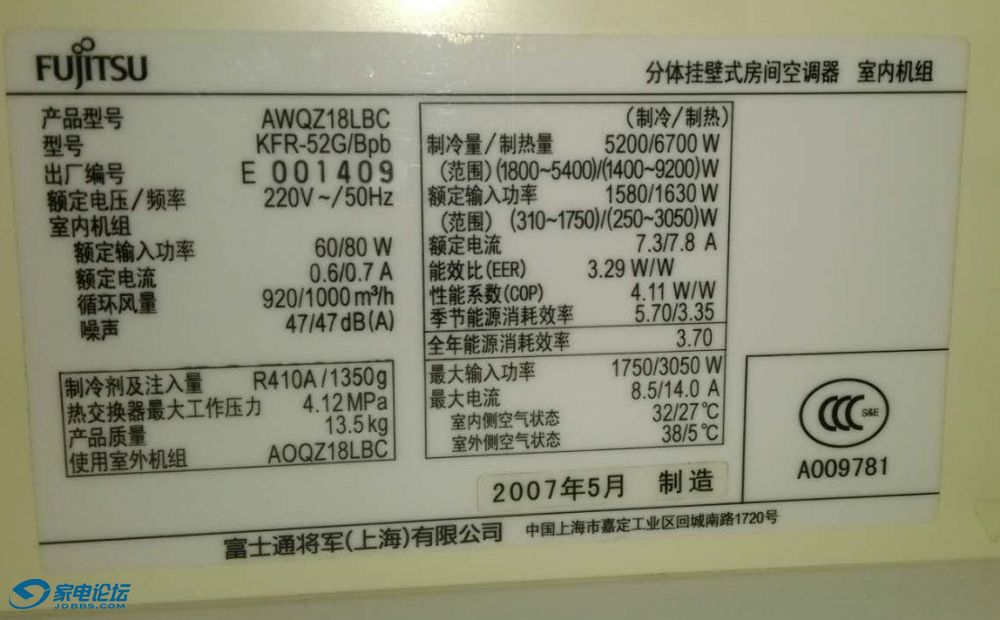 FUJITSU
分体挂壁式房间空调器 室内机组
产品型号 AWQZ18LBC
型号 KFR-52G/Bpb
出厂编号 E 001409
额定电压/频率 220V~/50Hz
室内机组
额定输入功率 60/80 W
额定电流 0.6/0.7 A
循环风量 920/1000 m³/h
噪声 47/47 dB(A)
制冷剂及注入量 R410A/1350g
热交换器最大工作压力 4.12MPa
产品质量 13.5kg
使用室外机组 AOQZ18LBC
(制冷/制热)
制冷量/制热量 5200/6700 W
(范围)(1800~5400)/(1400~9200)W
额定输入功率 1580/1630 W
(范围) (310~1750)/(250~3050)W
额定电流 7.3/7.8 A
能效比(EER) 3.29 W/W
性能系数(COP) 4.11 W/W
季节能源消耗效率 5.70/3.35
全年能源消耗效率 3.70
最大输入功率 1750/3050 W
最大电流 8.5/14.0 A
室内侧空气状态 32/27℃
室外侧空气状态 38/5℃
2007年5月 制造
CCC S&E
A009781
富士通将军(上海)有限公司 中国上海市嘉定工业区回城南路1720号
家电论坛
JDBBS.COM